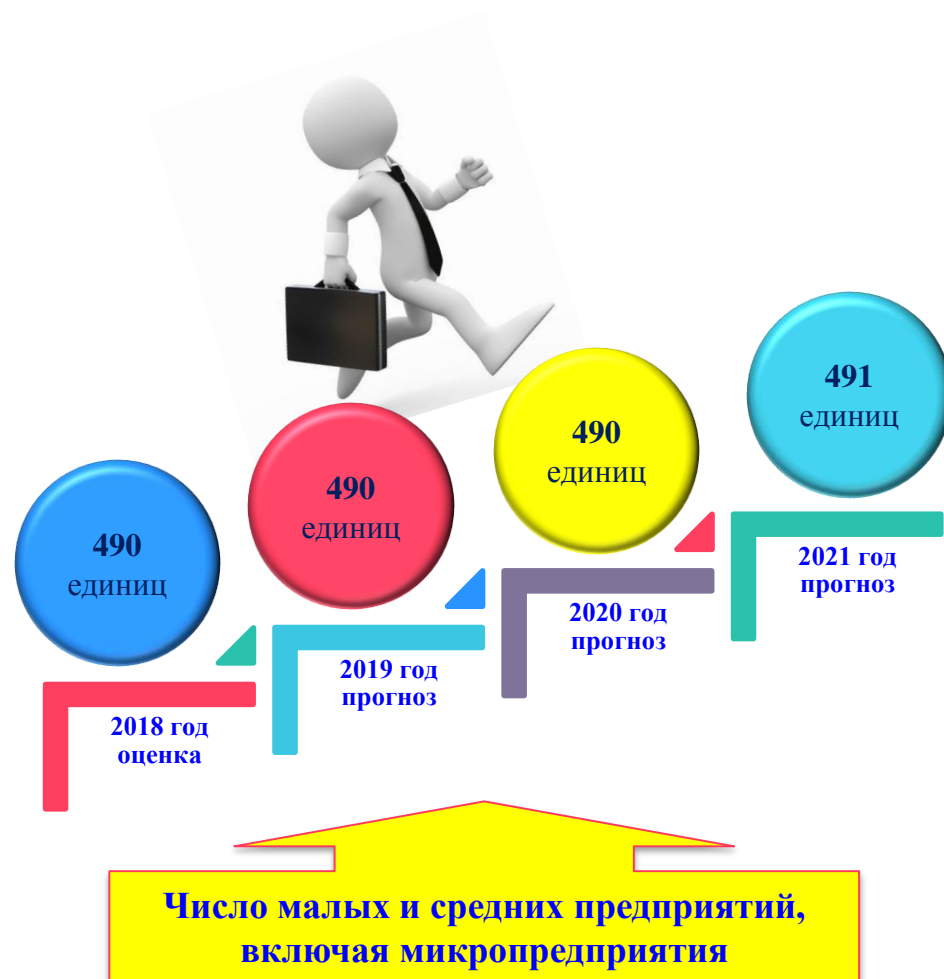 490
единиц
2018 год
оценка
490
единиц
2019 год
прогноз
490
единиц
2020 год
прогноз
491
единиц
2021 год
прогноз
Число малых и средних предприятий,
включая микропредприятия